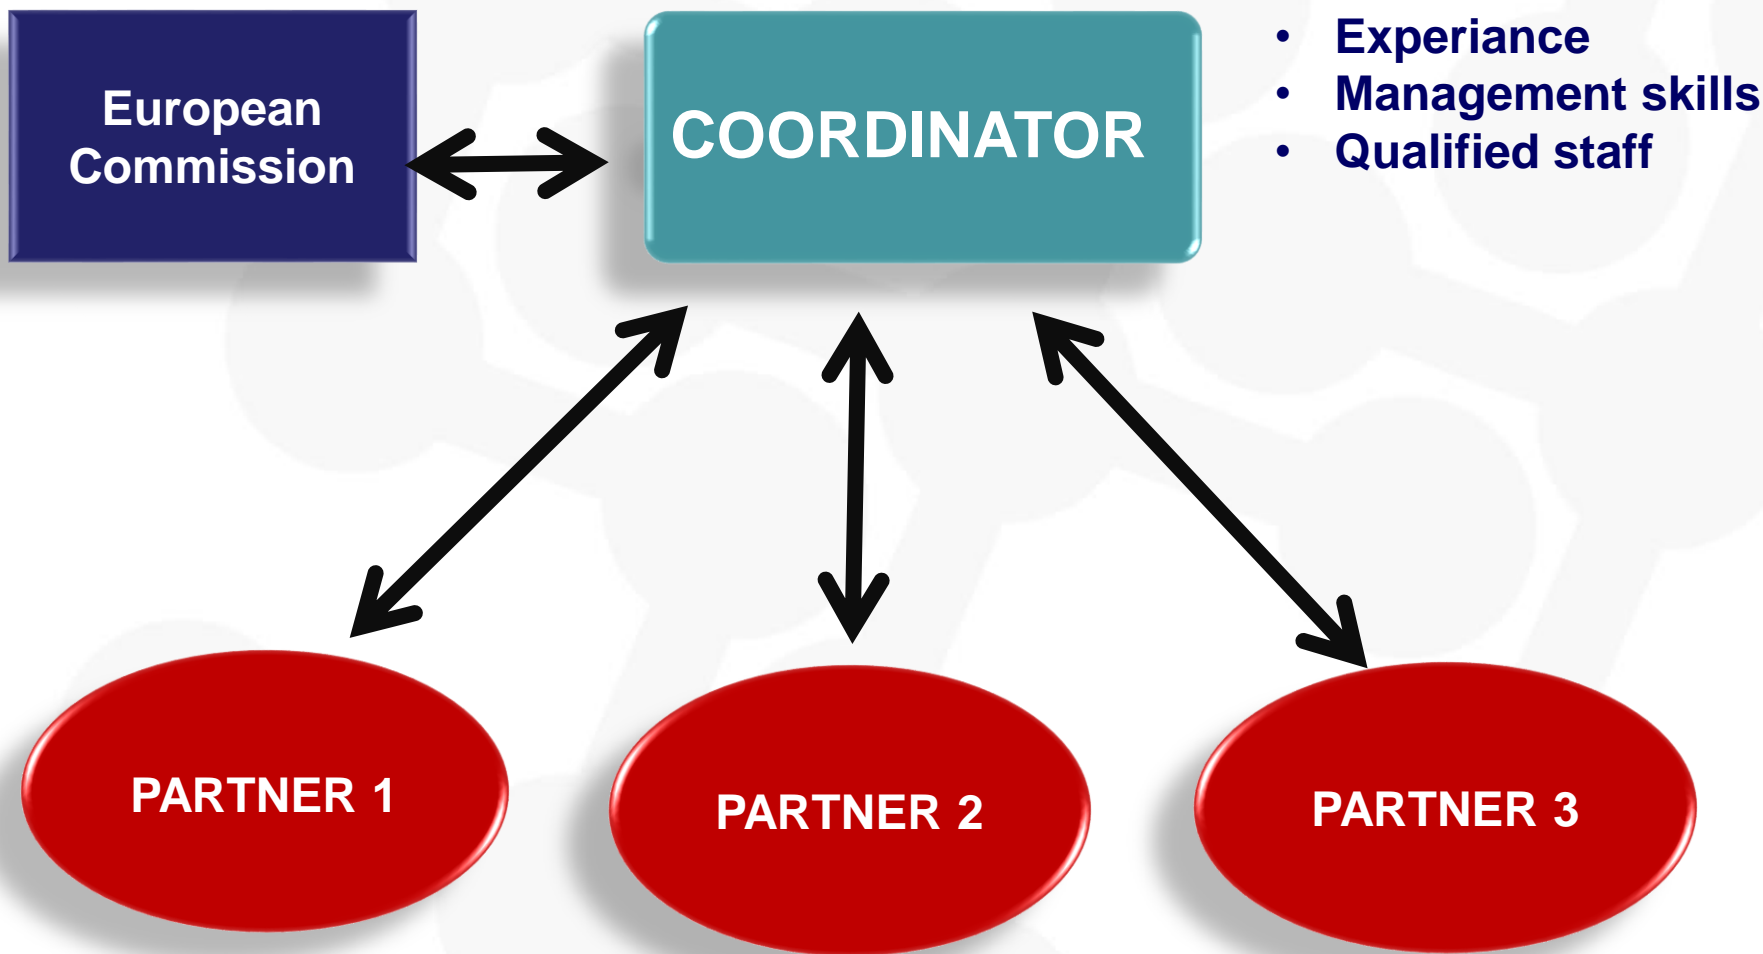 European
Commission
COORDINATOR
• Experiance
• Management skills
• Qualified staff
PARTNER 1
PARTNER 2
PARTNER 3